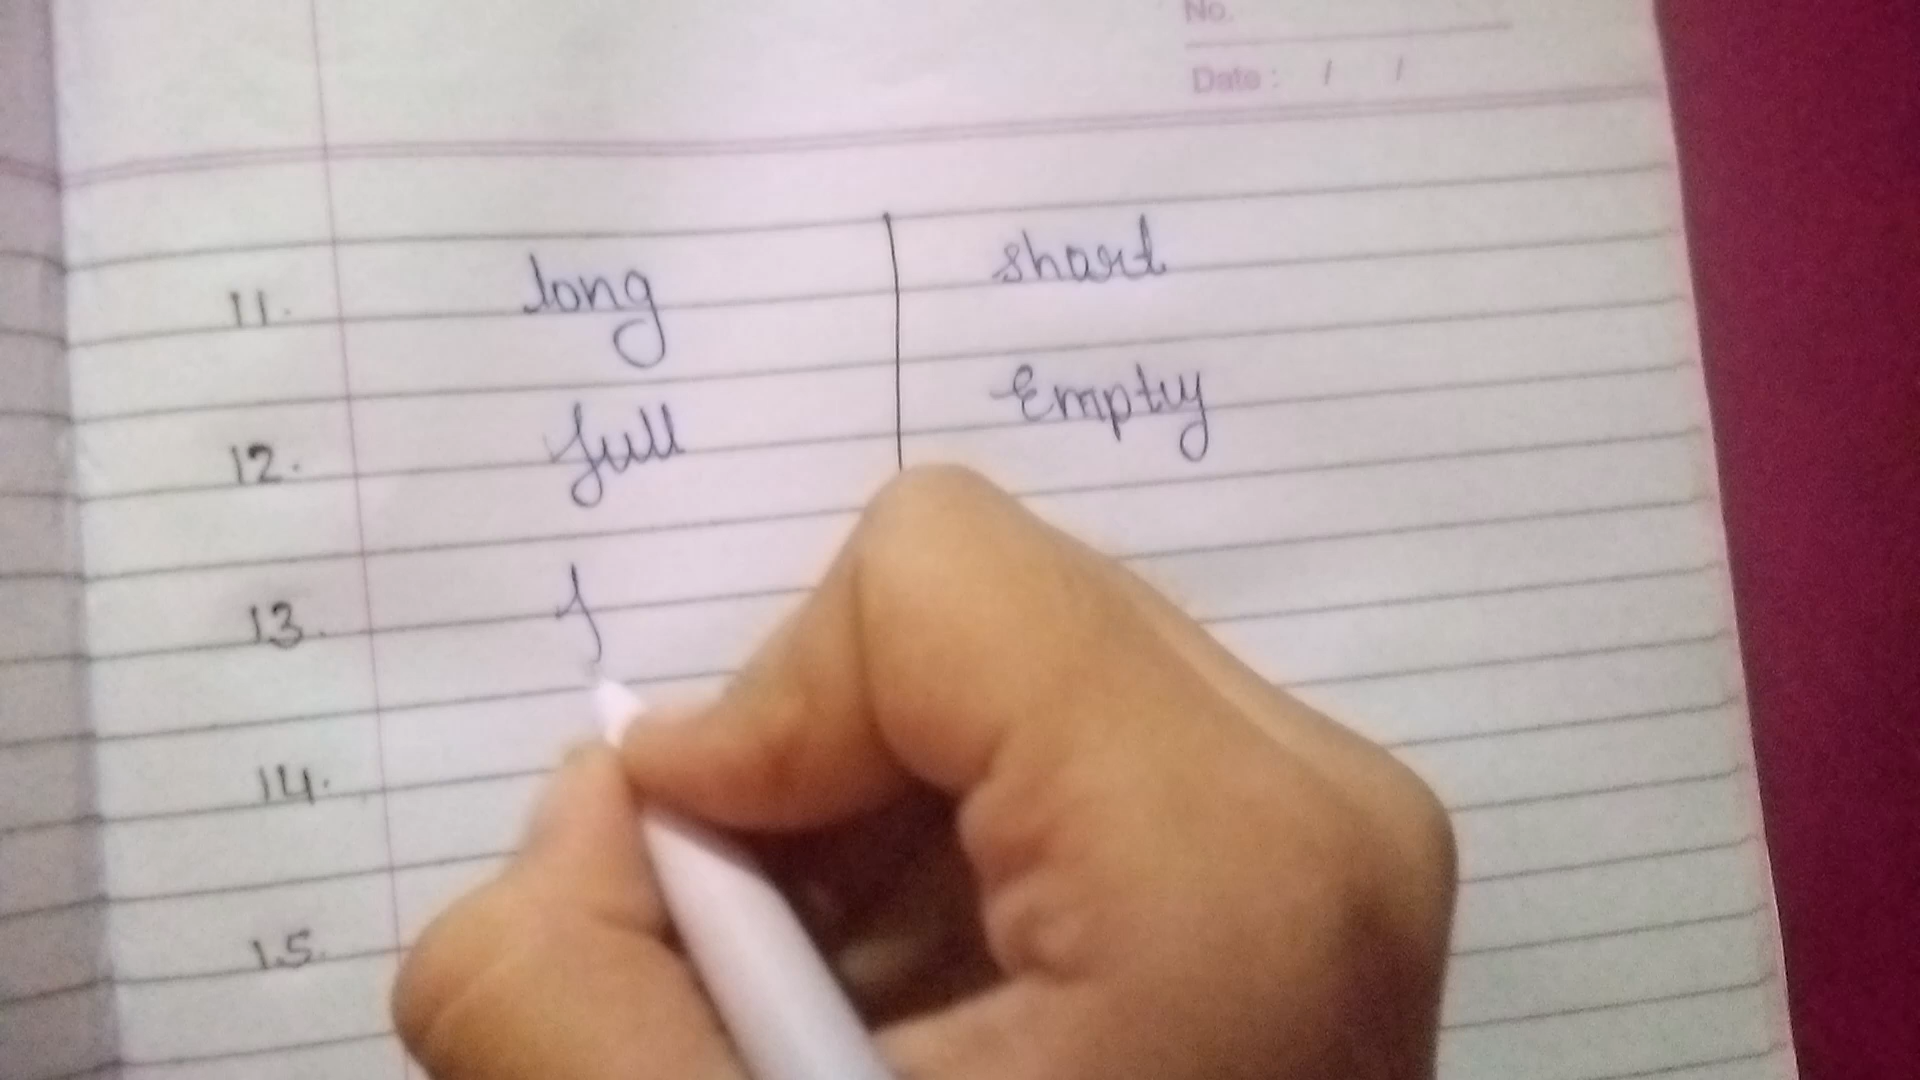 No.
Date : / /
11. long short
12. full Empty
13.
14.
15.